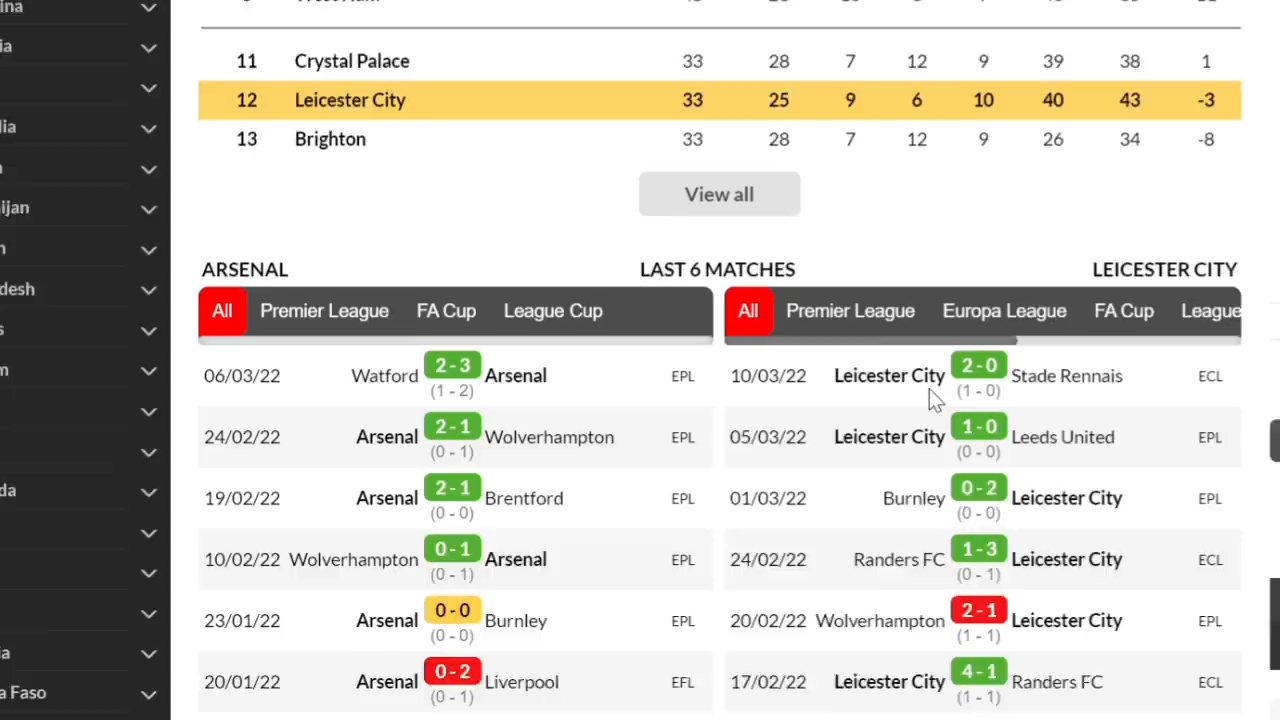 11 Crystal Palace 33 28 7 12 9 39 38 1
12 Leicester City 33 25 9 6 10 40 43 -3
13 Brighton 33 28 7 12 9 26 34 -8
View all
ARSENAL LAST 6 MATCHES LEICESTER CITY
All Premier League FA Cup League Cup
All Premier League Europa League FA Cup League
06/03/22 Watford 2 - 3 Arsenal EPL
(1 - 2)
24/02/22 Arsenal 2 - 1 Wolverhampton EPL
(0 - 1)
19/02/22 Arsenal 2 - 1 Brentford EPL
(0 - 0)
10/02/22 Wolverhampton 0 - 1 Arsenal EPL
(0 - 1)
23/01/22 Arsenal 0 - 0 Burnley EPL
(0 - 0)
20/01/22 Arsenal 0 - 2 Liverpool EFL
(0 - 1)
10/03/22 Leicester City 2 - 0 Stade Rennais ECL
(1 - 0)
05/03/22 Leicester City 1 - 0 Leeds United EPL
(0 - 0)
01/03/22 Burnley 0 - 2 Leicester City EPL
(0 - 0)
24/02/22 Randers FC 1 - 3 Leicester City ECL
(0 - 1)
20/02/22 Wolverhampton 2 - 1 Leicester City EPL
(1 - 1)
17/02/22 Leicester City 4 - 1 Randers FC ECL
(1 - 1)